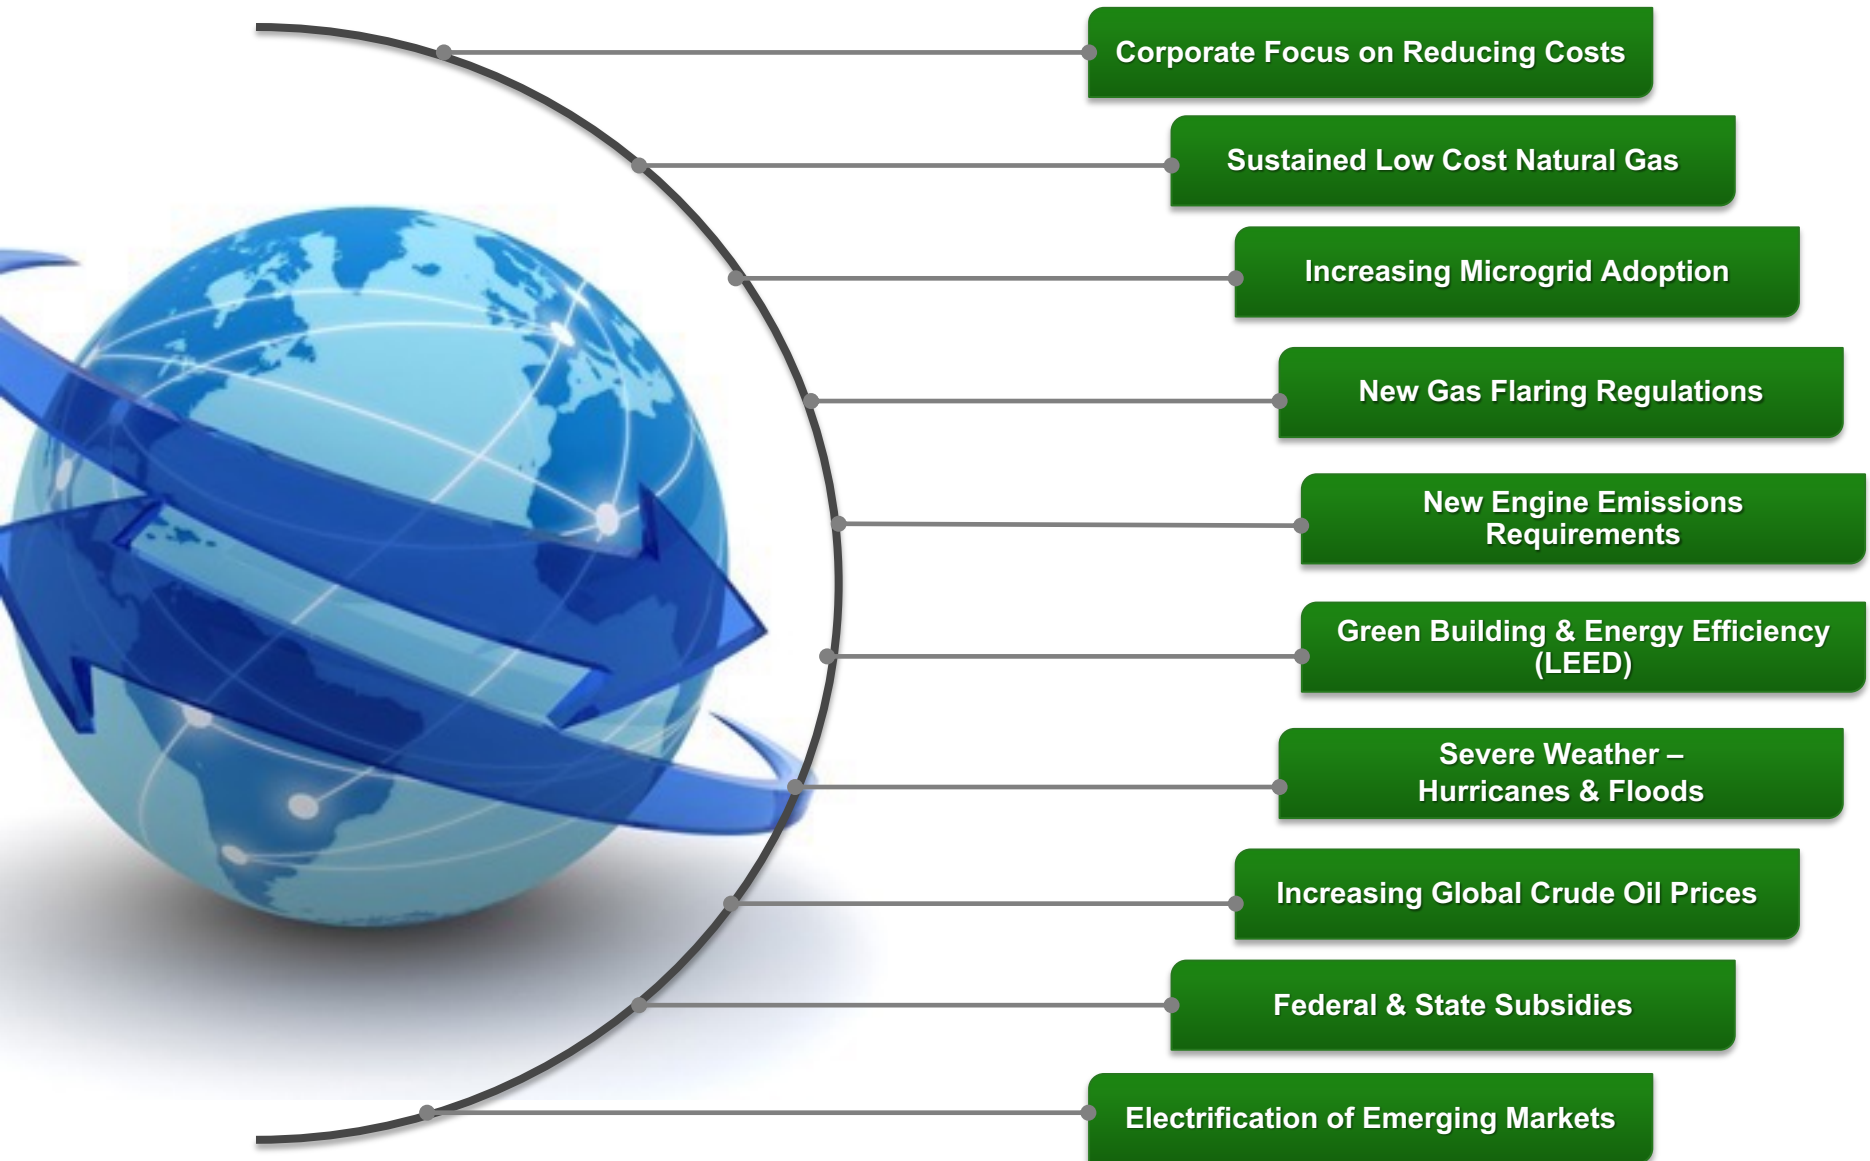 Corporate Focus on Reducing Costs
Sustained Low Cost Natural Gas
Increasing Microgrid Adoption
New Gas Flaring Regulations
New Engine Emissions
Requirements
Green Building & Energy Efficiency
(LEED)
Severe Weather –
Hurricanes & Floods
Increasing Global Crude Oil Prices
Federal & State Subsidies
Electrification of Emerging Markets